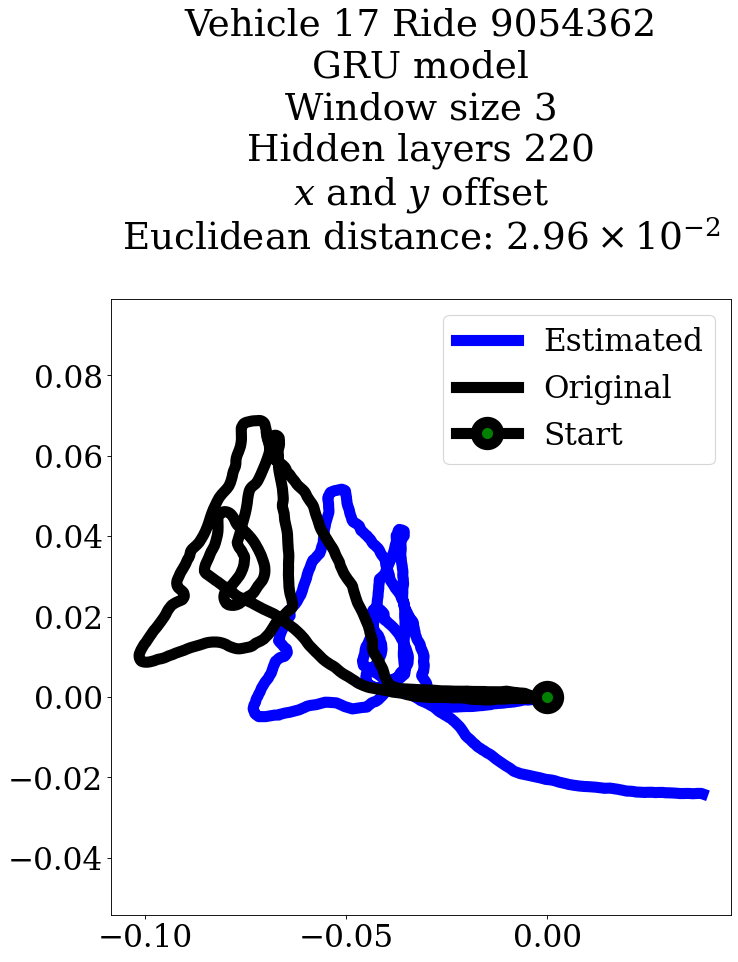 Vehicle 17 Ride 9054362
GRU model
Window size 3
Hidden layers 220
x and y offset
Euclidean distance: 2.96 × 10⁻²
Estimated
Original
Start
0.08
0.06
0.04
0.02
0.00
−0.02
−0.04
−0.10
−0.05
0.00